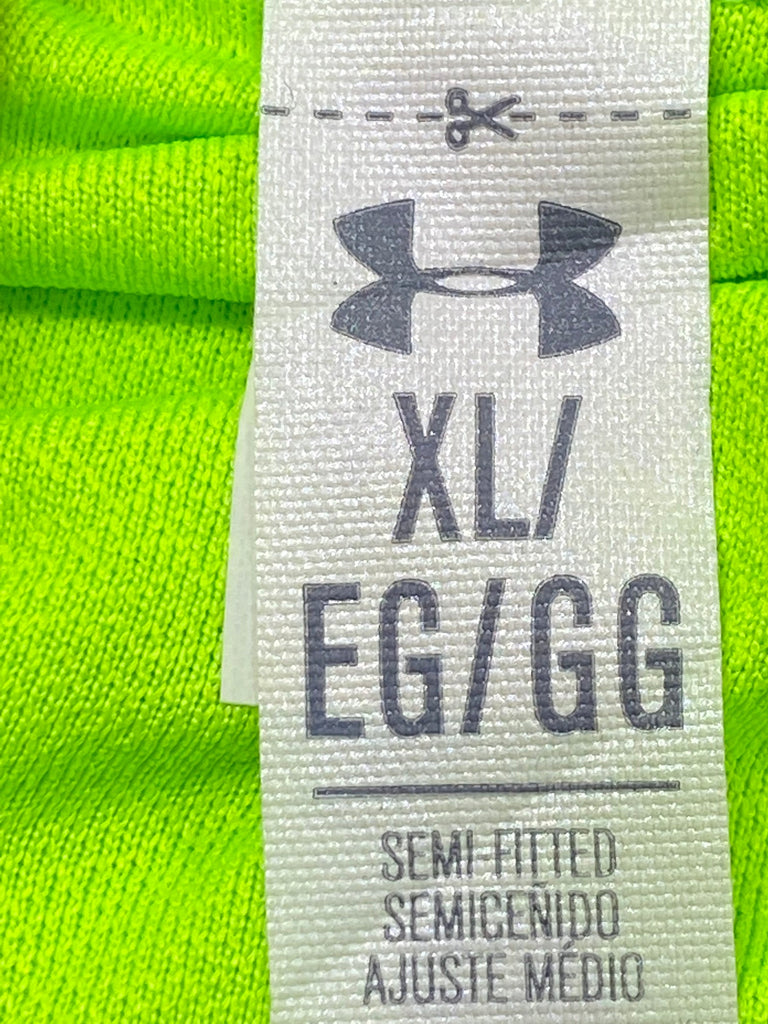 XL/
EG/GG
SEMI-FITTED
SEMICEÑIDO
AJUSTE MÉDIO